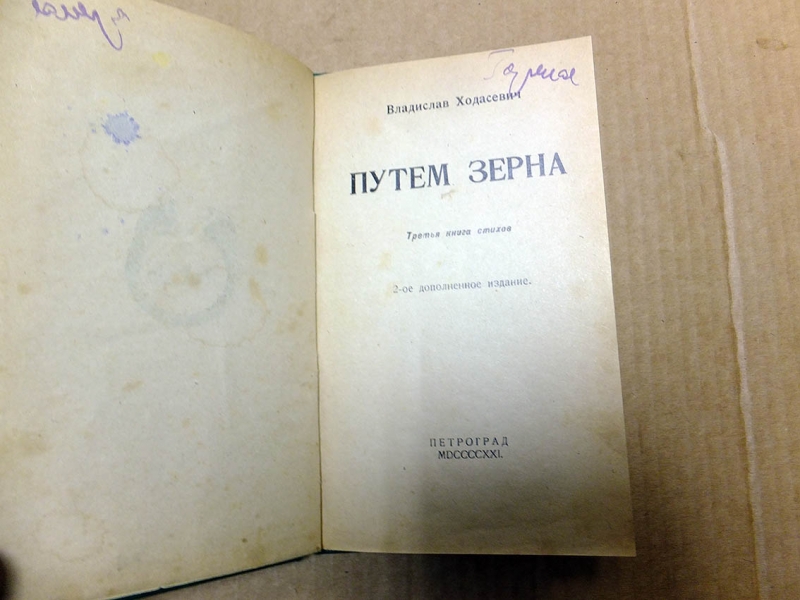 Владислав Ходасевич
ПУТЕМ ЗЕРНА
Третья книга стихов
2-ое дополненное издание.
ПЕТРОГРАД
MDCCCCXXI.